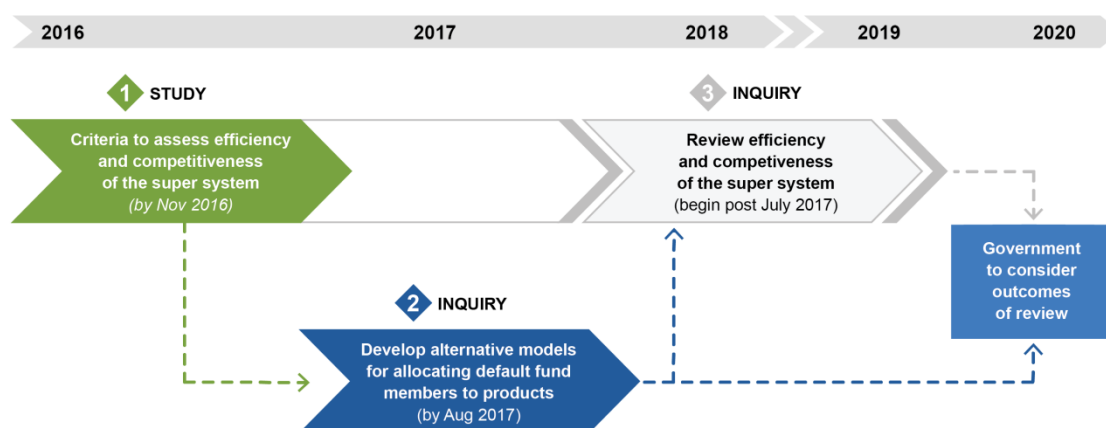 2016 2017 2018 2019 2020
1 STUDY
3 INQUIRY
Criteria to assess efficiency
and competitiveness
of the super system
(by Nov 2016)
Review efficiency
and competiveness
of the super system
(begin post July 2017)
Government
to consider
outcomes
of review
2 INQUIRY
Develop alternative models
for allocating default fund
members to products
(by Aug 2017)